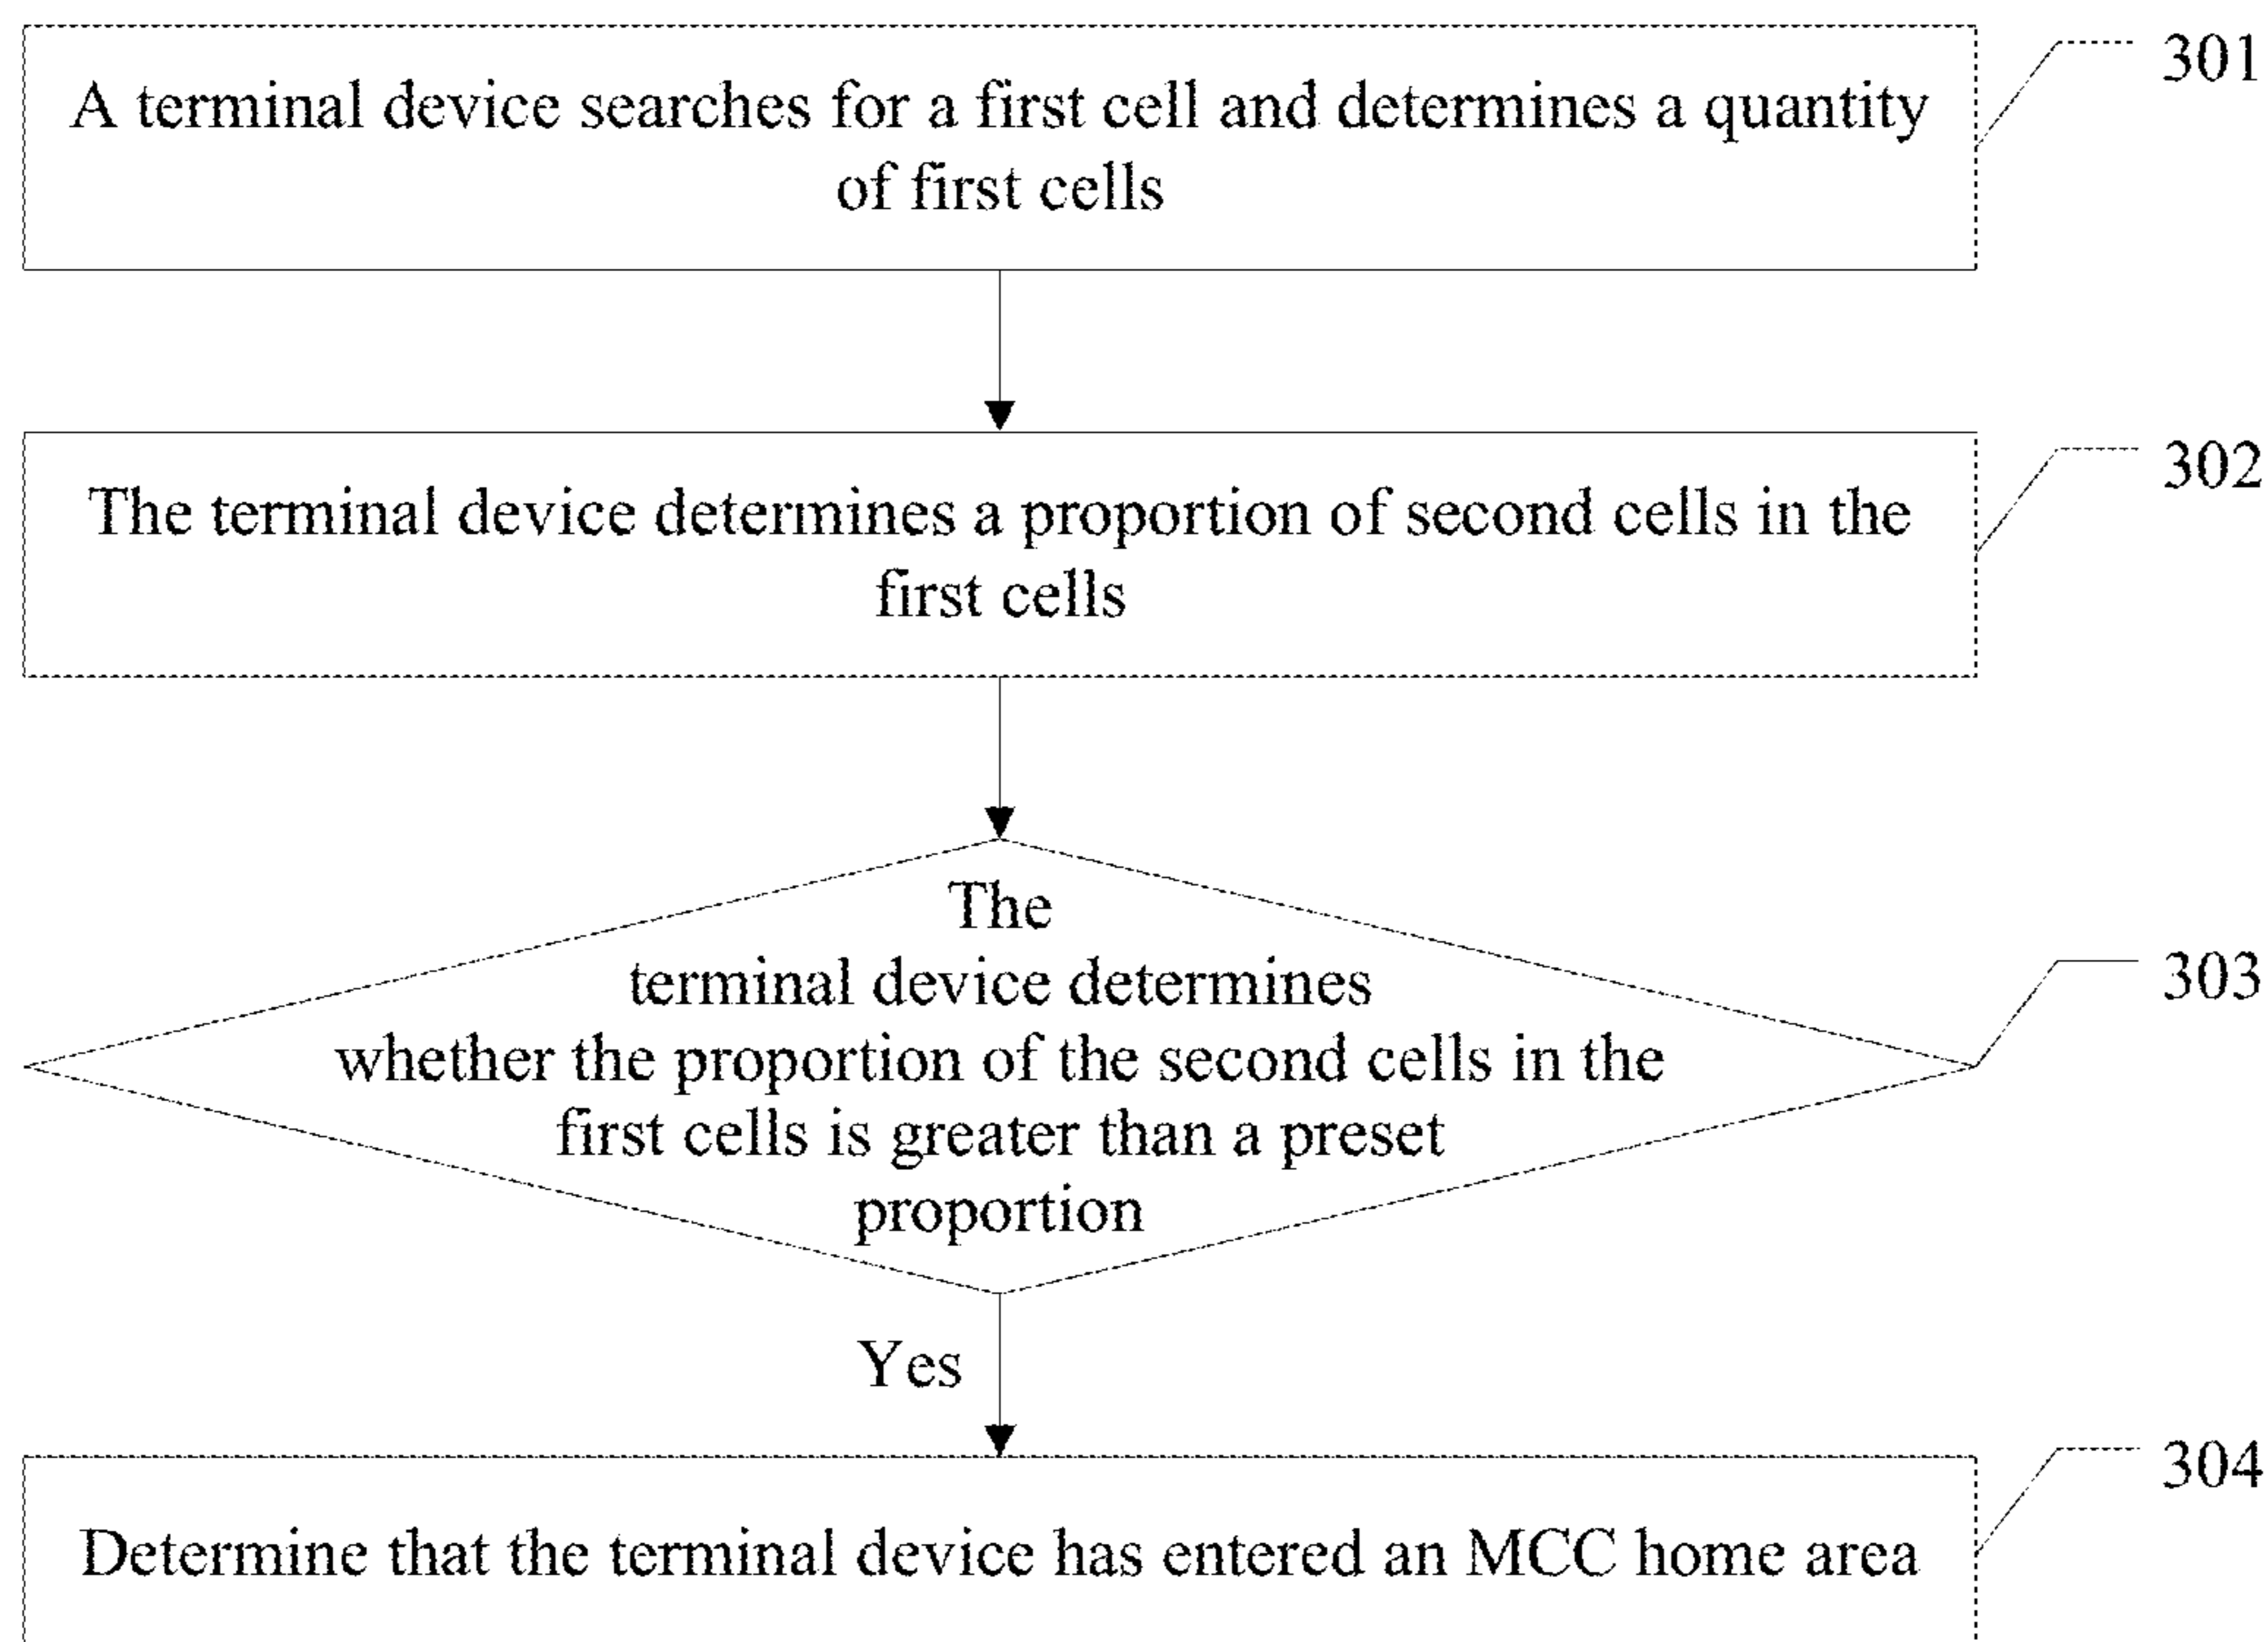 A terminal device searches for a first cell and determines a quantity
of first cells
301
The terminal device determines a proportion of second cells in the
first cells
302
The
terminal device determines
whether the proportion of the second cells in the
first cells is greater than a preset
proportion
303
Yes
Determine that the terminal device has entered an MCC home area
304